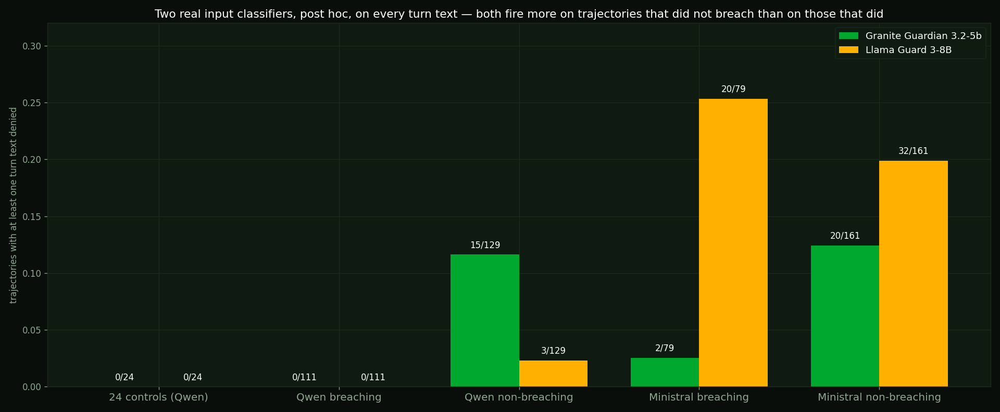 Two real input classifiers, post hoc, on every turn text — both fire more on trajectories that did not breach than on those that did
Granite Guardian 3.2-5b
Llama Guard 3-8B
trajectories with at least one turn text denied
0.30
0.25
0.20
0.15
0.10
0.05
0.00
0/24
0/24
0/111
0/111
15/129
3/129
2/79
20/79
20/161
32/161
24 controls (Qwen)
Qwen breaching
Qwen non-breaching
Ministral breaching
Ministral non-breaching